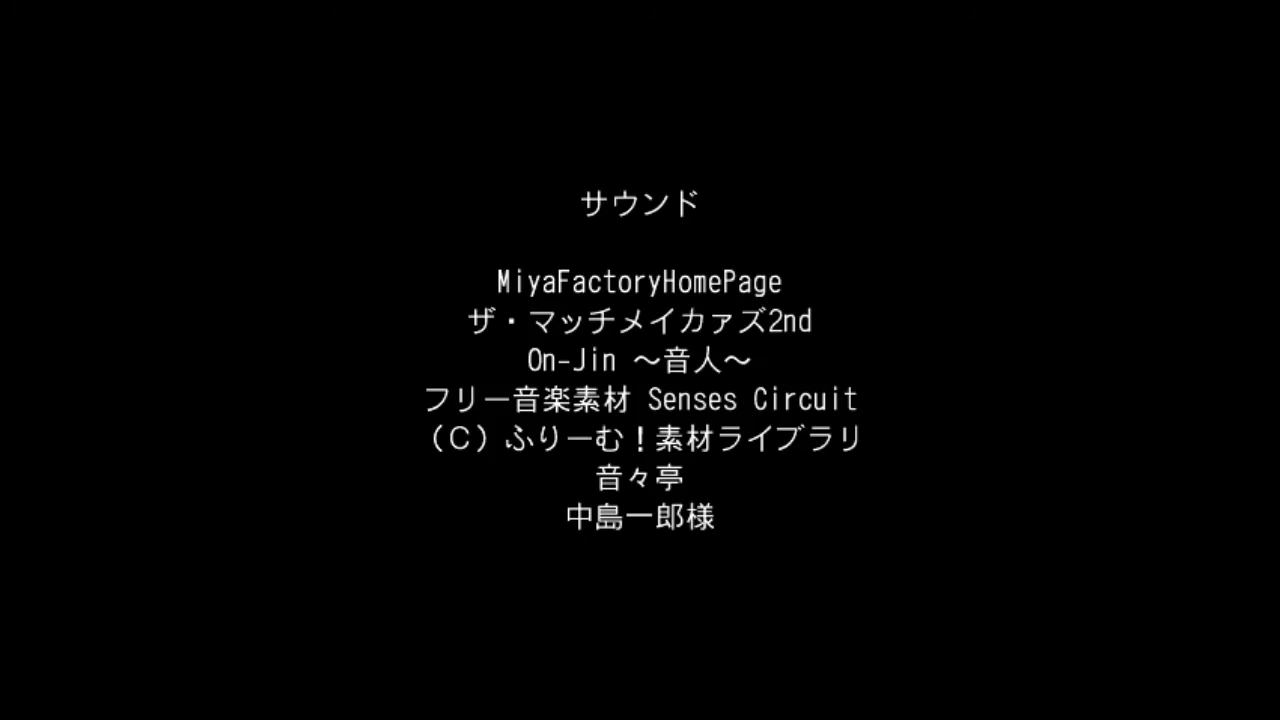 サウンド
MiyaFactoryHomePage
ザ・マッチメイカァズ2nd
On-Jin ～音人～
フリー音楽素材 Senses Circuit
（Ｃ）ふりーむ！素材ライブラリ
音々亭
中島一郎様